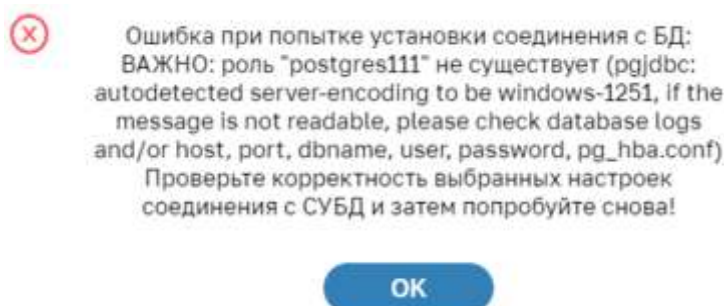 Ошибка при попытке установки соединения с БД:
ВАЖНО: роль "postgres111" не существует (pgjdbc:
autodetected server-encoding to be windows-1251, if the
message is not readable, please check database logs
and/or host, port, dbname, user, password, pg_hba.conf)
Проверьте корректность выбранных настроек
соединения с СУБД и затем попробуйте снова!
OK